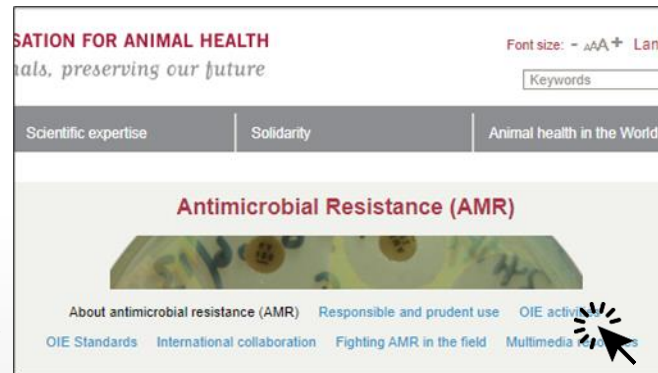 SATION FOR ANIMAL HEALTH
Font size: - AAA + Lan
nals, preserving our future
Keywords
Scientific expertise Solidarity Animal health in the World
Antimicrobial Resistance (AMR)
About antimicrobial resistance (AMR) Responsible and prudent use OIE
OIE Standards International collaboration Fighting AMR in the field Multimedia